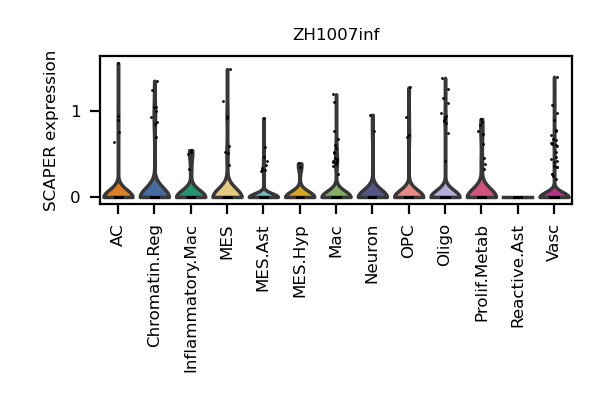 ZH1007inf
SCAPER expression
1
0
AC
Chromatin.Reg
Inflammatory.Mac
MES
MES.Ast
MES.Hyp
Mac
Neuron
OPC
Oligo
Prolif.Metab
Reactive.Ast
Vasc